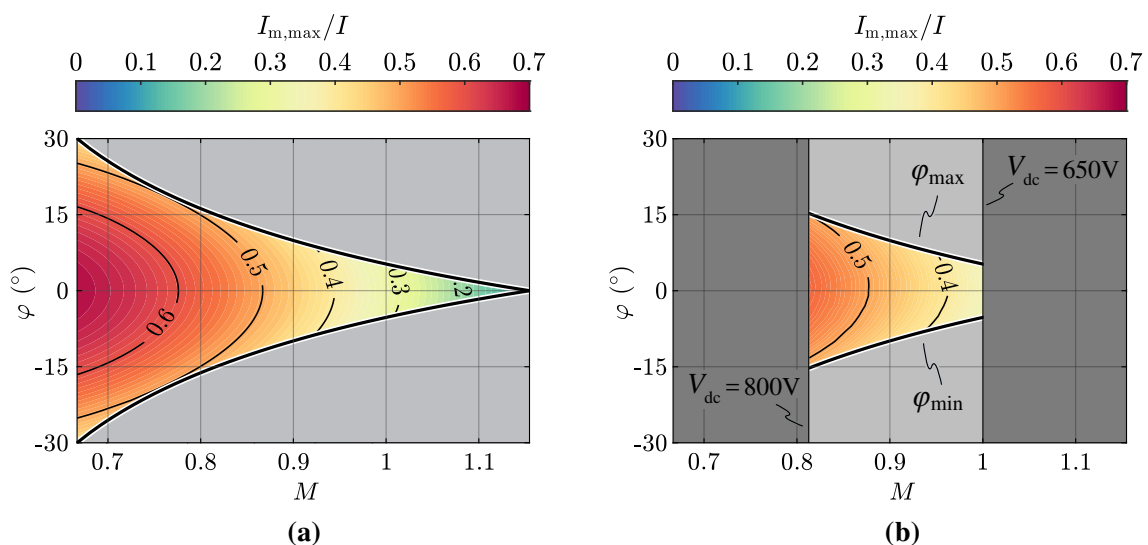 I_m,max/I
0 0.1 0.2 0.3 0.4 0.5 0.6 0.7
30
15
0
-15
-30
φ (°)
0.5
0.4
0.3
.2
0.6
0.7 0.8 0.9 1 1.1
M
(a)
I_m,max/I
0 0.1 0.2 0.3 0.4 0.5 0.6 0.7
30
15
0
-15
-30
φ (°)
φ_max
V_dc = 650V
0.5
0.4
V_dc = 800V
φ_min
0.7 0.8 0.9 1 1.1
M
(b)